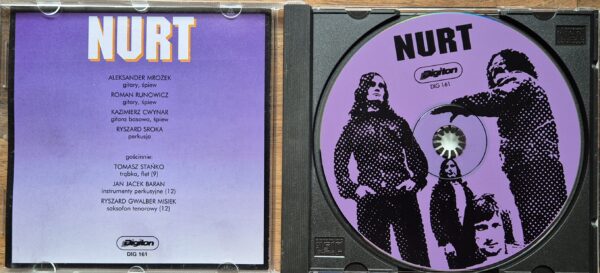 NURT
ALEKSANDER MROŻEK
gitary, śpiew
ROMAN RUNOWICZ
gitary, śpiew
KAZIMIERZ CWYNAR
gitara basowa, śpiew
RYSZARD SROKA
perkusja
gościnnie:
TOMASZ STAŃKO
trąbka, flet (9)
JAN JACEK BARAN
instrumenty perkusyjne (12)
RYSZARD GWALBER MISIEK
saksofon tenorowy (12)
Digiton
DIG 161
NURT
Digiton
DIG 161